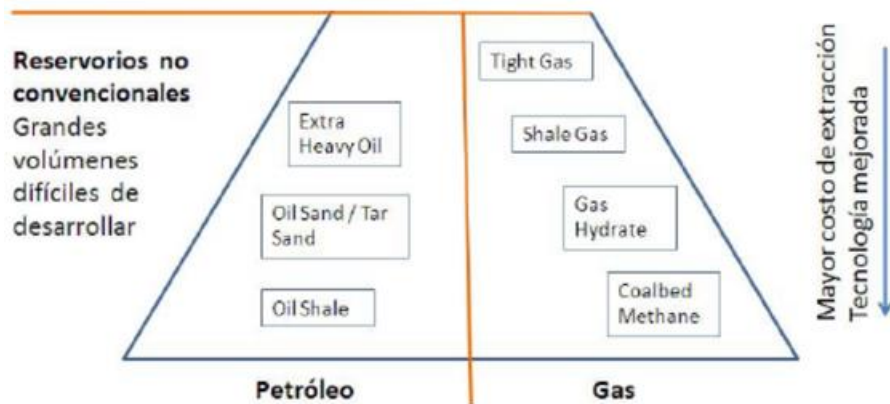 Reservorios no
convencionales
Grandes
volúmenes
difíciles de
desarrollar
Extra
Heavy Oil
Oil Sand / Tar
Sand
Oil Shale
Tight Gas
Shale Gas
Gas
Hydrate
Coalbed
Methane
Mayor costo de extracción
Tecnología mejorada
Petróleo
Gas